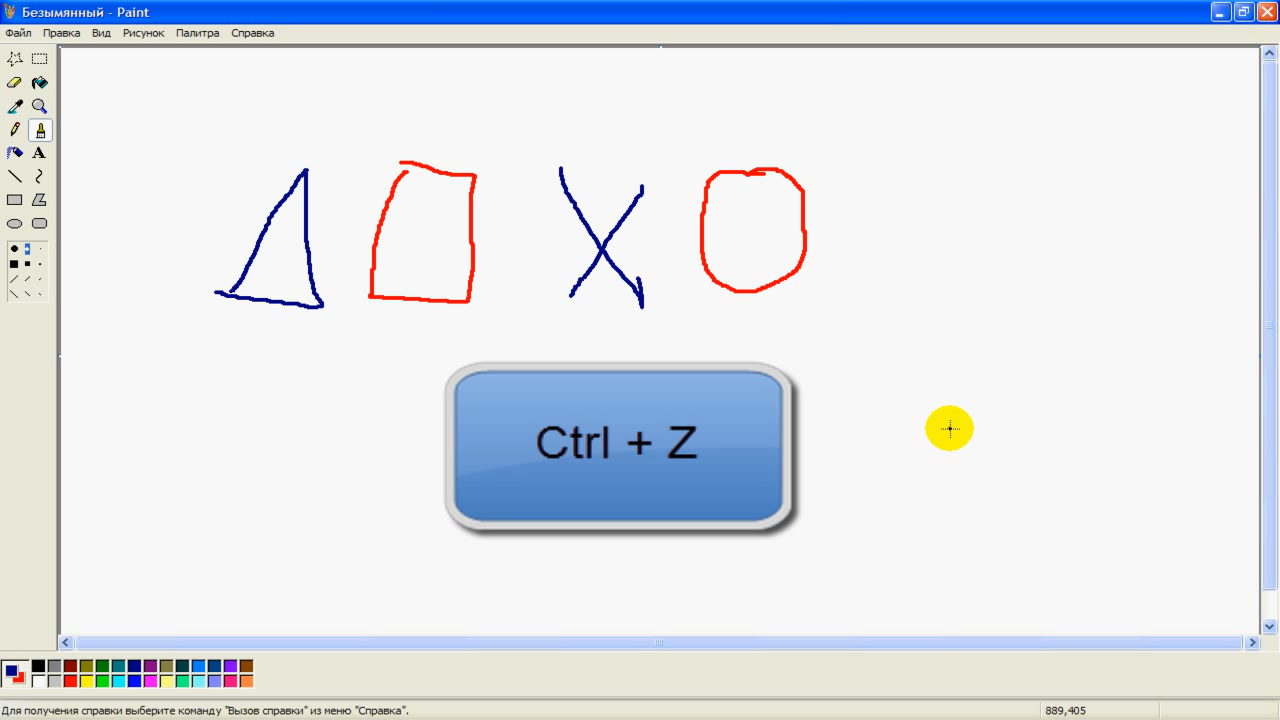 Безымянный - Paint
Файл Правка Вид Рисунок Палитра Справка
Ctrl + Z
Для получения справки выберите команду "Вызов справки" из меню "Справка".
889,405